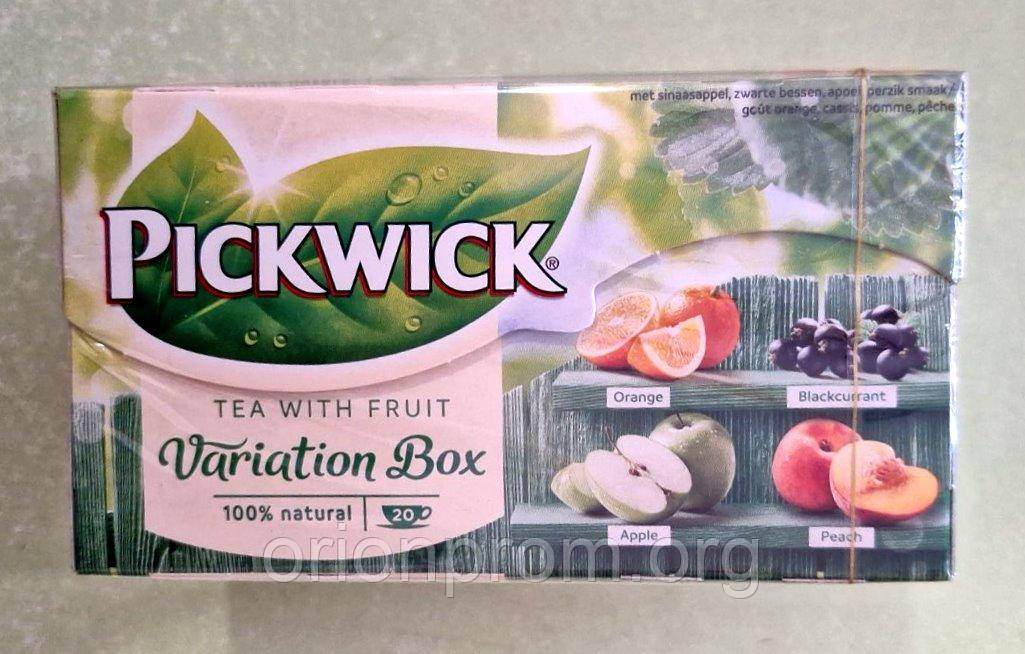 met sinaasappel, zwarte bessen, appel, perzik smaak/
goût orange, cassis, pomme, pêche
PICKWICK®
TEA WITH FRUIT
Variation Box
100% natural | 20
Orange
Blackcurrant
Apple
Peach
orionprom.org